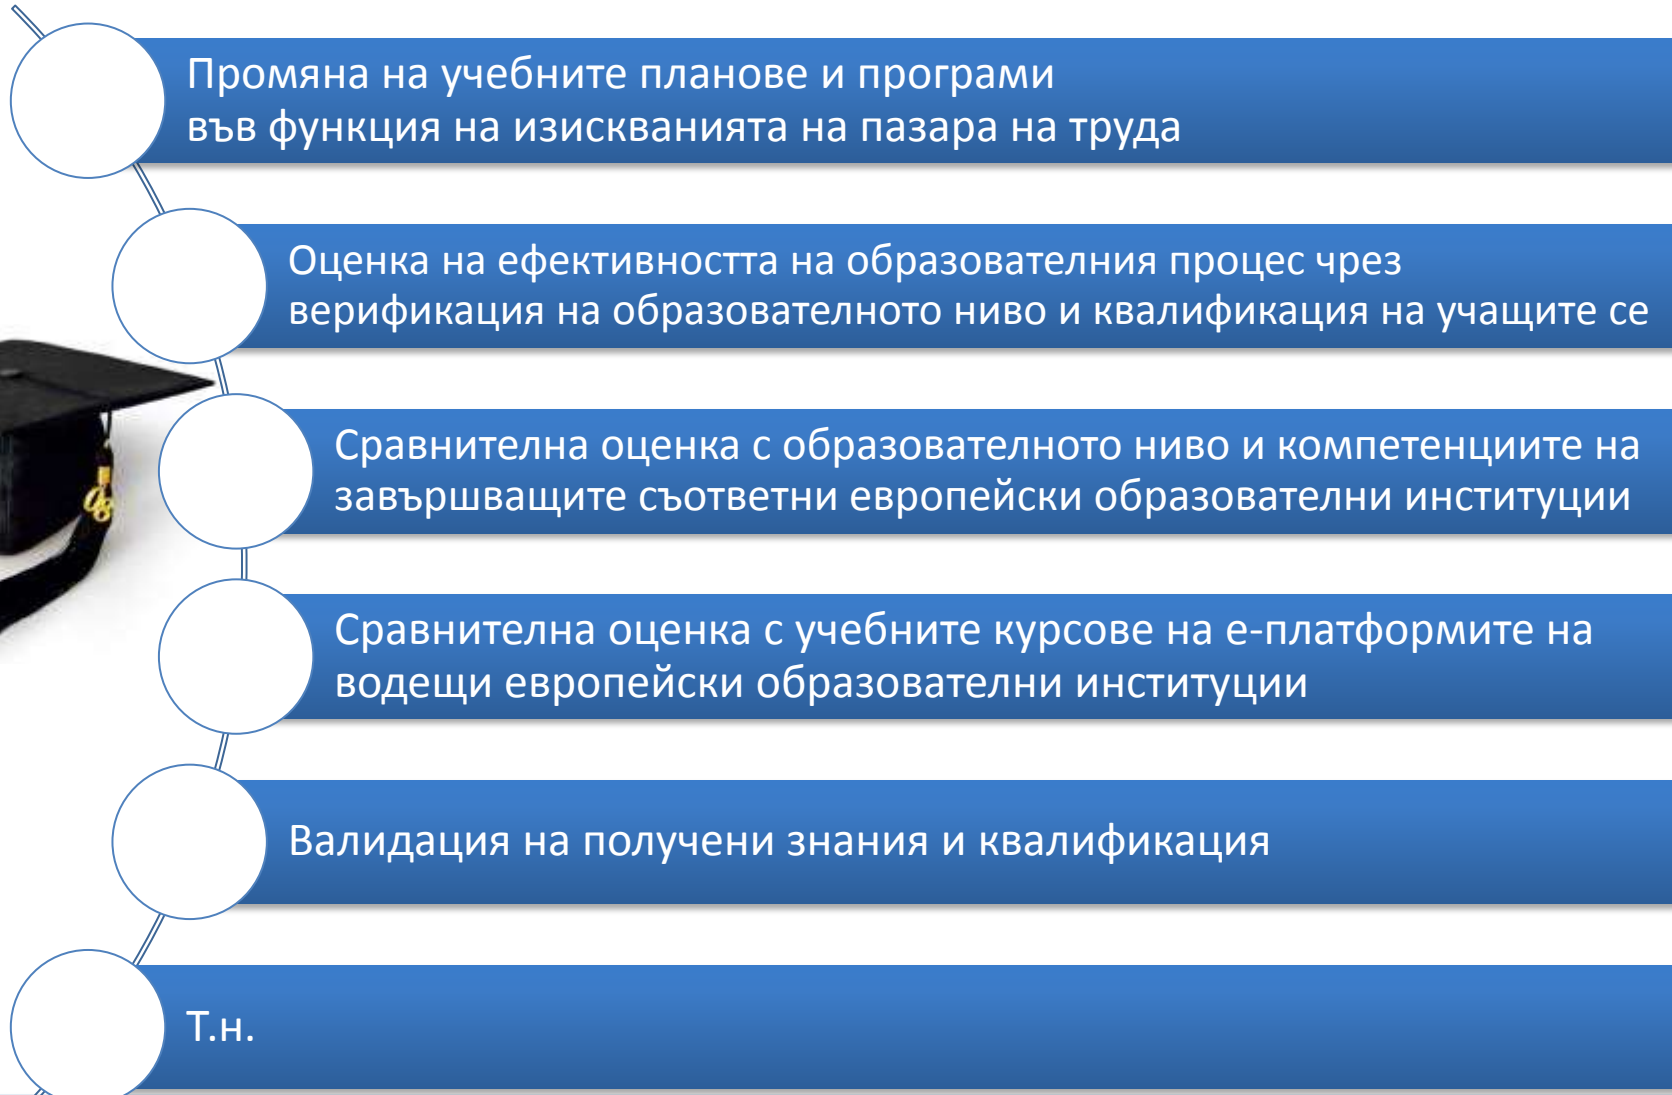 Промяна на учебните планове и програми
във функция на изискванията на пазара на труда
Оценка на ефективността на образователния процес чрез
верификация на образователното ниво и квалификация на учащите се
Сравнителна оценка с образователното ниво и компетенциите на
завършващите съответни европейски образователни институции
Сравнителна оценка с учебните курсове на е-платформите на
водещи европейски образователни институции
Валидация на получени знания и квалификация
Т.н.